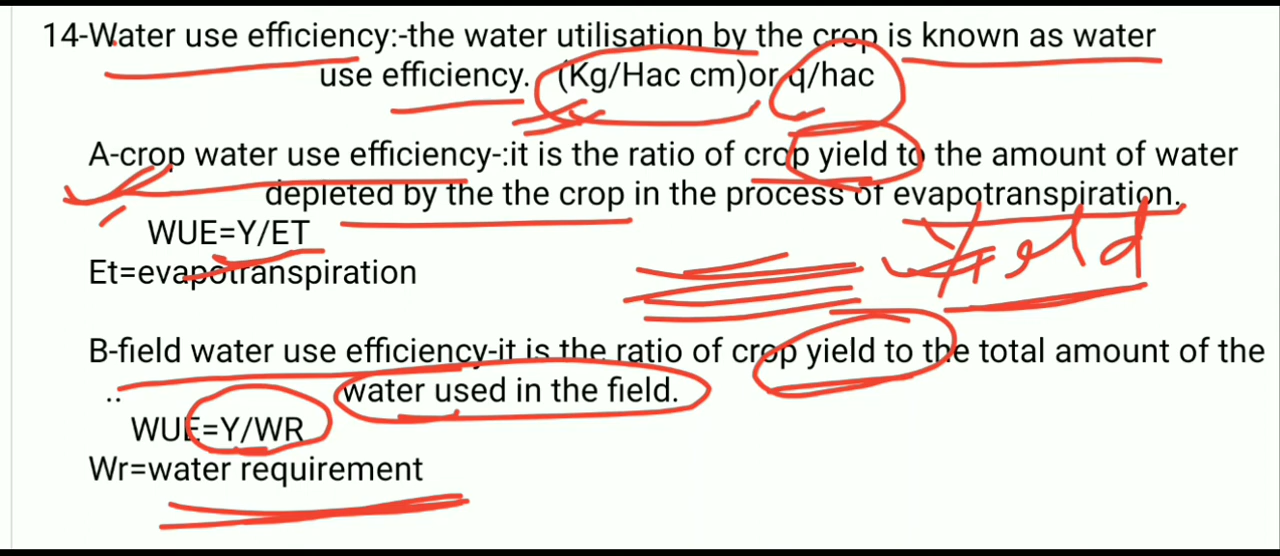 14-Water use efficiency:-the water utilisation by the crop is known as water
use efficiency. (Kg/Hac cm)or q/hac
A-crop water use efficiency-:it is the ratio of crop yield to the amount of water
depleted by the the crop in the process of evapotranspiration.
WUE=Y/ET
Et=evapotranspiration
Yield
B-field water use efficiency-it is the ratio of crop yield to the total amount of the
water used in the field.
WUE=Y/WR
Wr=water requirement